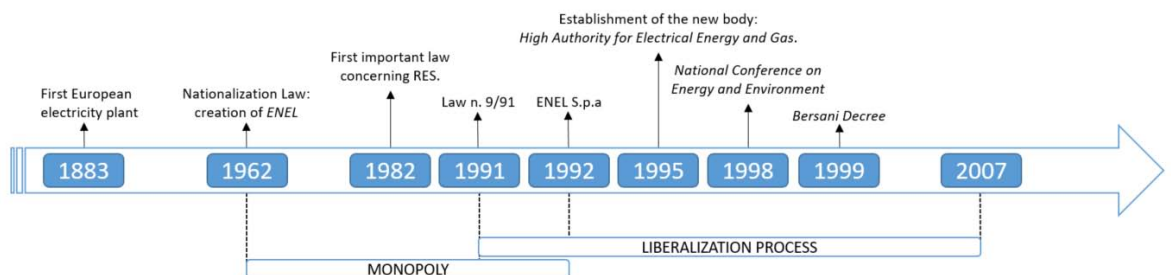 Establishment of the new body:
High Authority for Electrical Energy and Gas.
First important law
concerning RES.
National Conference on
Energy and Environment
First European
electricity plant
Nationalization Law:
creation of ENEL
Law n. 9/91
ENEL S.p.a
Bersani Decree
1883
1962
1982
1991
1992
1995
1998
1999
2007
LIBERALIZATION PROCESS
MONOPOLY